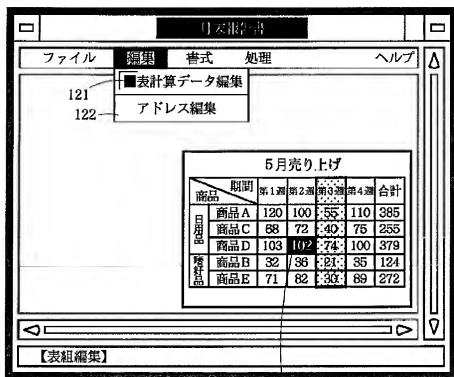 月末報告書
ファイル 編集 書式 処理 ヘルプ
表計算データ編集
アドレス編集
121
122
5月売り上げ
商品 期間 第1週 第2週 第3週 第4週 合計
日用品 商品A 120 100 55 110 385
商品C 68 72 40 75 255
商品D 103 102 74 100 379
嗜好品 商品B 32 36 21 35 124
商品E 71 82 30 89 272
【表組編集】